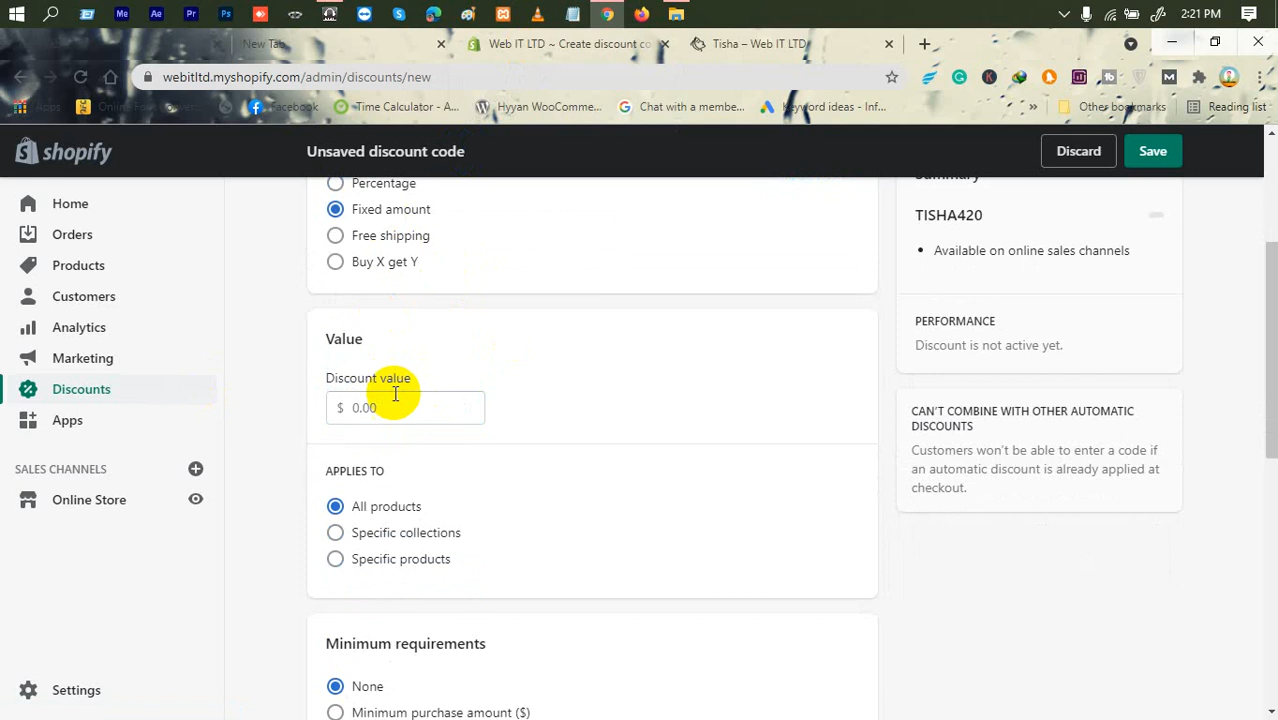 Me
Ae
Pr
2:21 PM
New Tab
Web IT LTD ~ Create discount co
Tisha – Web IT LTD
webitltd.myshopify.com/admin/discounts/new
Apps
Facebook
Time Calculator - A...
Hyyan WooComme...
Chat with a membe...
Keyword ideas - Inf...
Other bookmarks
Reading list
shopify
Unsaved discount code
Discard
Save
Home
Orders
Products
Customers
Analytics
Marketing
Discounts
Apps
SALES CHANNELS
Online Store
Settings
Percentage
Fixed amount
Free shipping
Buy X get Y
Value
Discount value
$ 0.00
APPLIES TO
All products
Specific collections
Specific products
Minimum requirements
None
Minimum purchase amount ($)
Summary
TISHA420
Available on online sales channels
PERFORMANCE
Discount is not active yet.
CAN'T COMBINE WITH OTHER AUTOMATIC
DISCOUNTS
Customers won't be able to enter a code if
an automatic discount is already applied at
checkout.